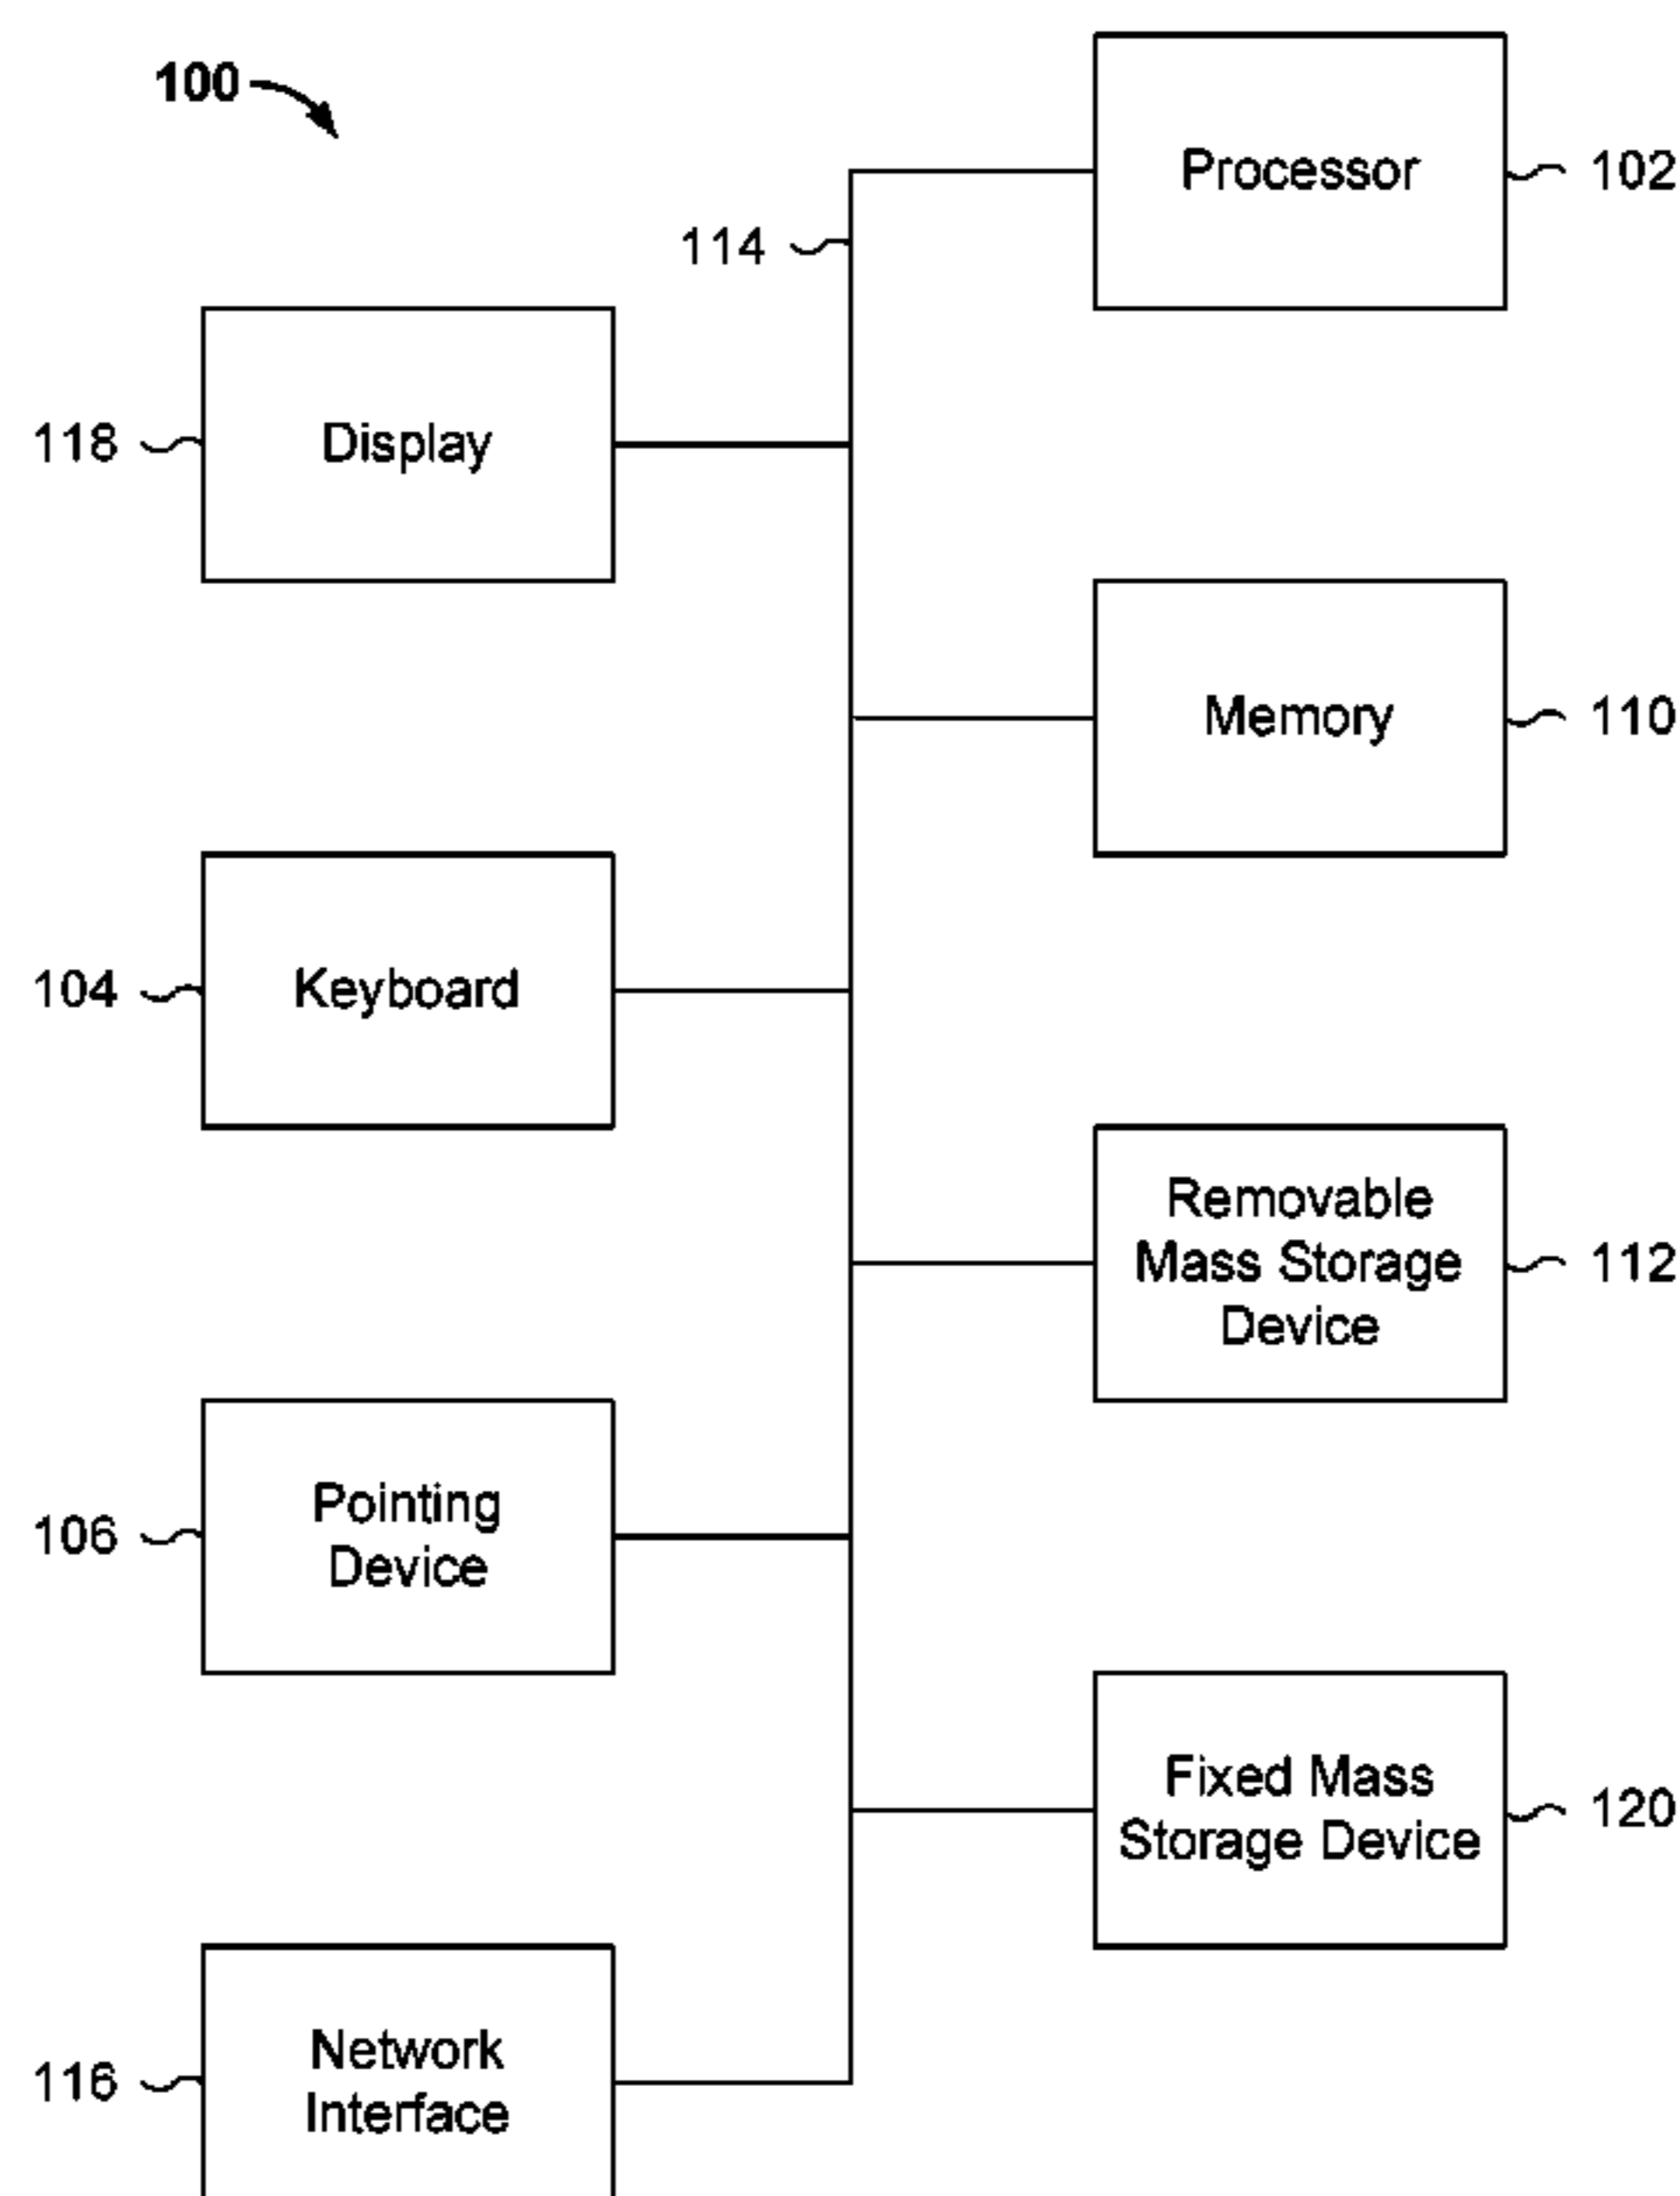 100
Processor
102
114
118
Display
Memory
110
104
Keyboard
Removable
Mass Storage
Device
112
106
Pointing
Device
Fixed Mass
Storage Device
120
116
Network
Interface